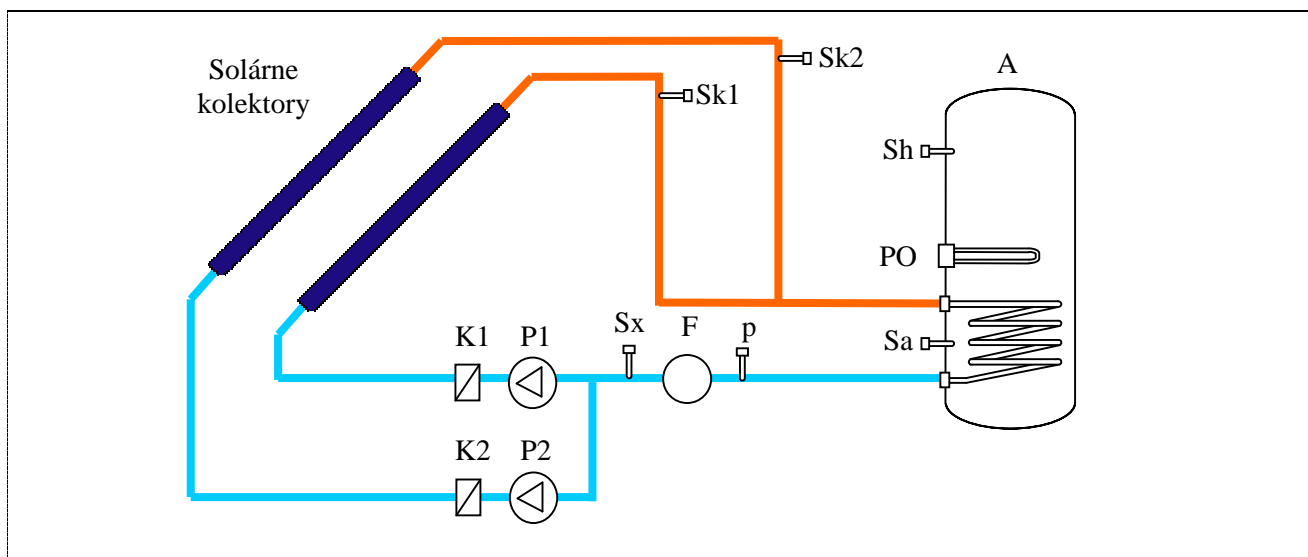 Solárne
kolektory
Sk2
Sk1
A
Sh
PO
Sa
Sx
F
p
K1
P1
K2
P2